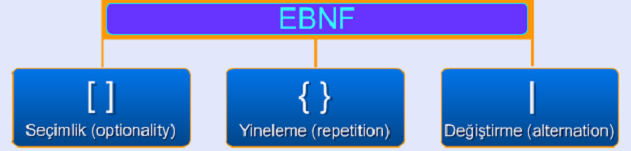 EBNF
[ ]
Seçimlik (optionality)
{ }
Yineleme (repetition)
|
Değiştirme (alternation)